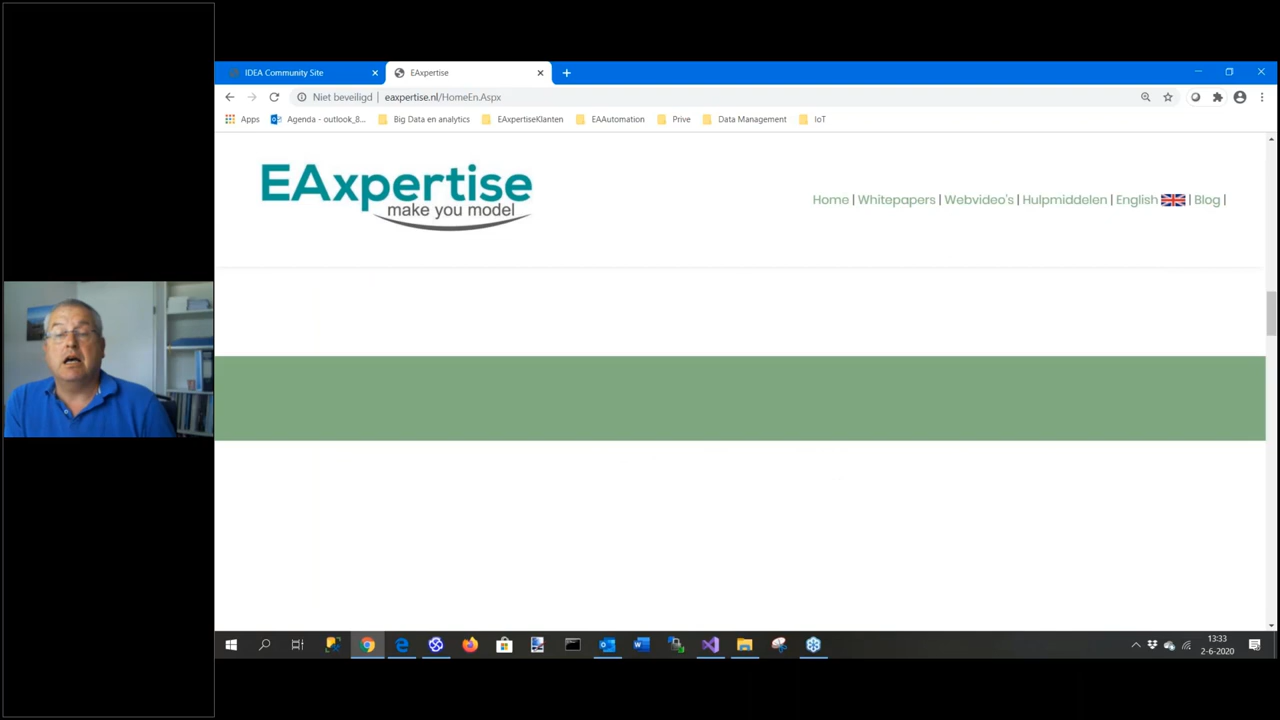 IDEA Community Site
EAxpertise
Niet beveiligd | eaxpertise.nl/HomeEn.Aspx
Apps Agenda - outlook_8... Big Data en analytics EAxpertiseKlanten EAAutomation Prive Data Management IoT
EAxpertise
make you model
Home | Whitepapers | Webvideo's | Hulpmiddelen | English | Blog |
13:33
2-6-2020